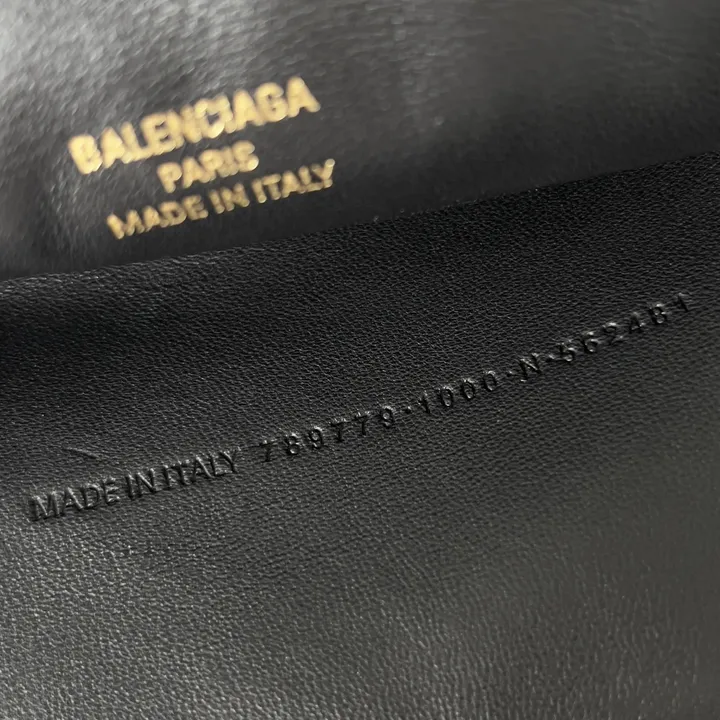 BALENCIAGA
PARIS
MADE IN ITALY
MADE IN ITALY 789779·1000·N·562481